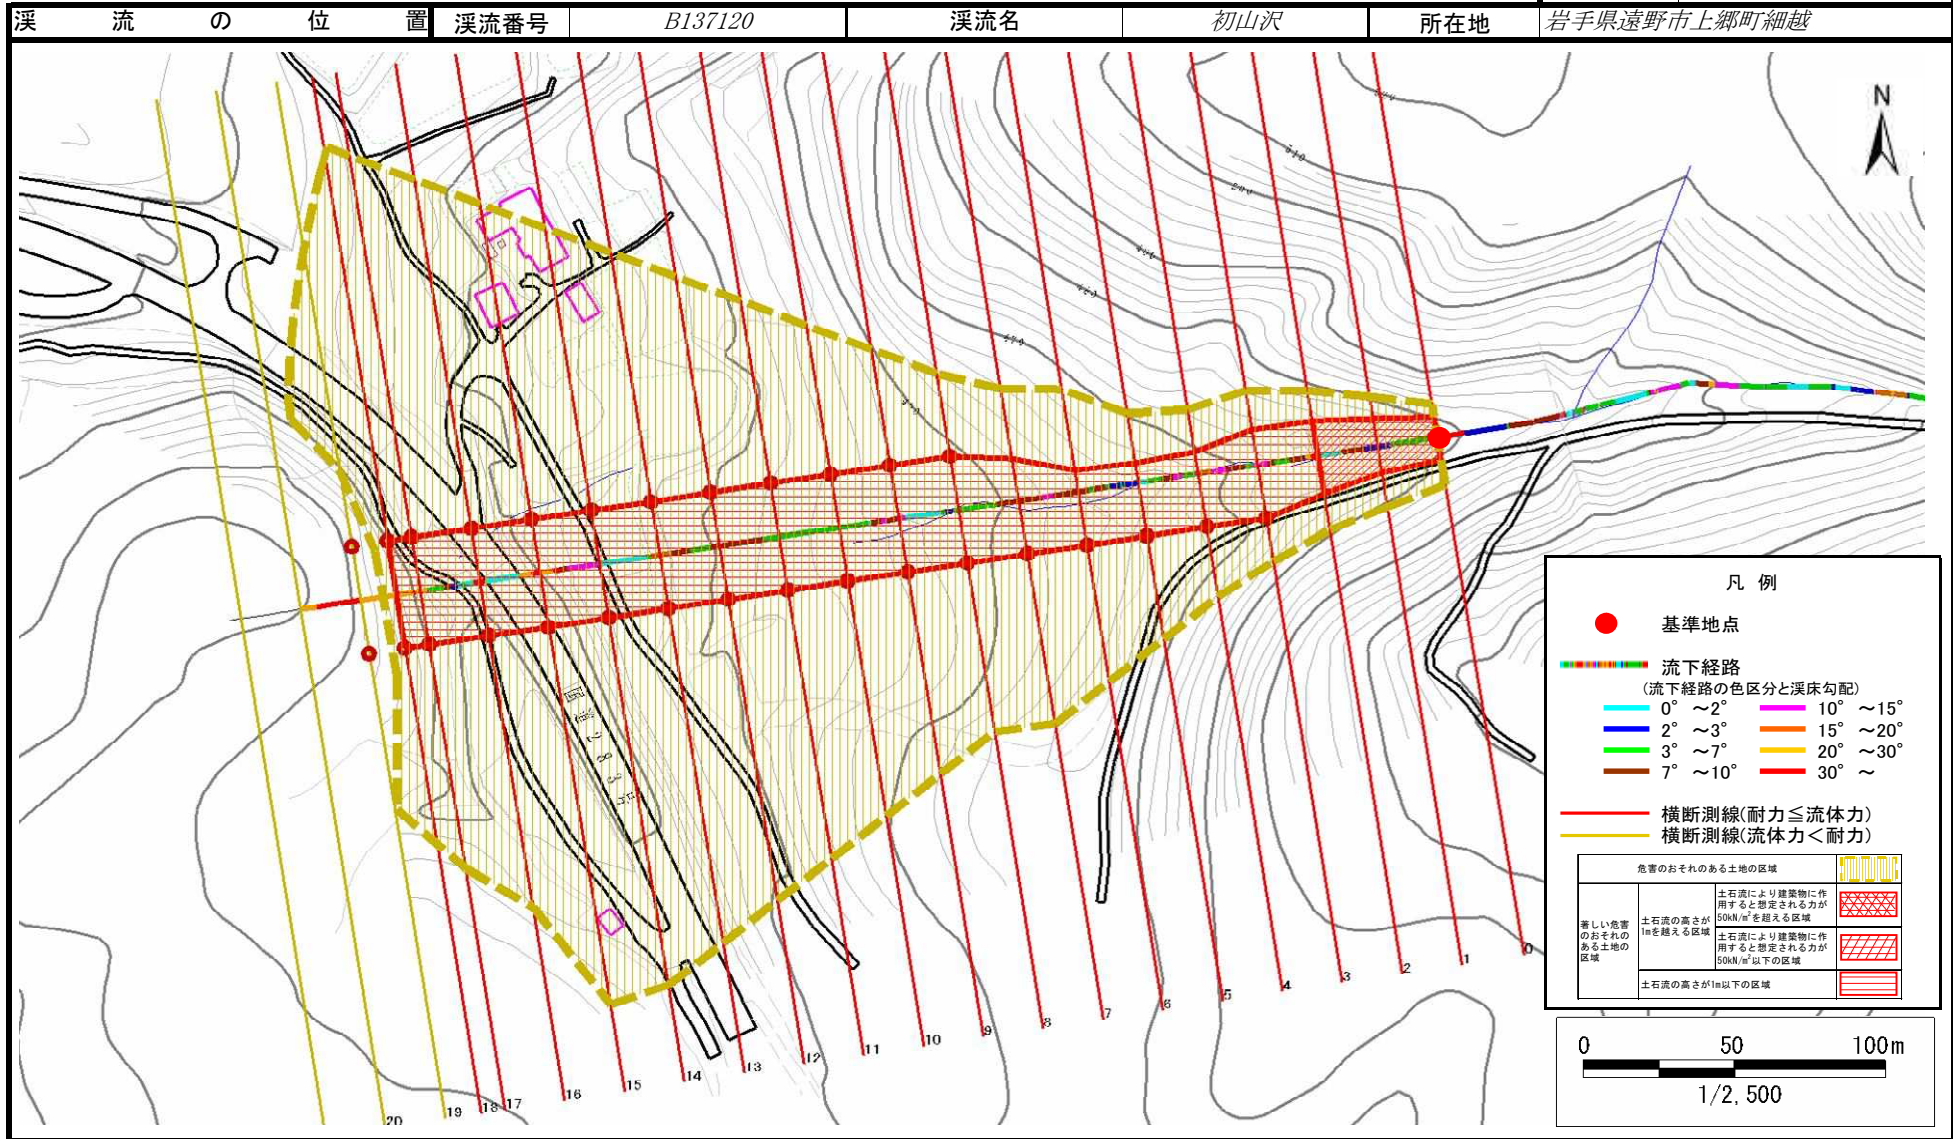 渓流の位置 渓流番号 B137120 渓流名 初山沢 所在地 岩手県遠野市上郷町細越
N
510
500
470
国道283号
0
1
2
3
4
5
6
7
8
9
10
11
12
13
14
15
16
17
18
19
20
凡 例
基準地点
流下経路
(流下経路の色区分と渓床勾配)
0° ～2° 10° ～15°
2° ～3° 15° ～20°
3° ～7° 20° ～30°
7° ～10° 30° ～
横断測線(耐力≦流体力)
横断測線(流体力＜耐力)
危害のおそれのある土地の区域
著しい危害のおそれのある土地の区域
土石流の高さが1mを越える区域
土石流により建築物に作用すると想定される力が50kN/m²を超える区域
土石流により建築物に作用すると想定される力が50kN/m²以下の区域
土石流の高さが1m以下の区域
0 50 100m
1/2,500